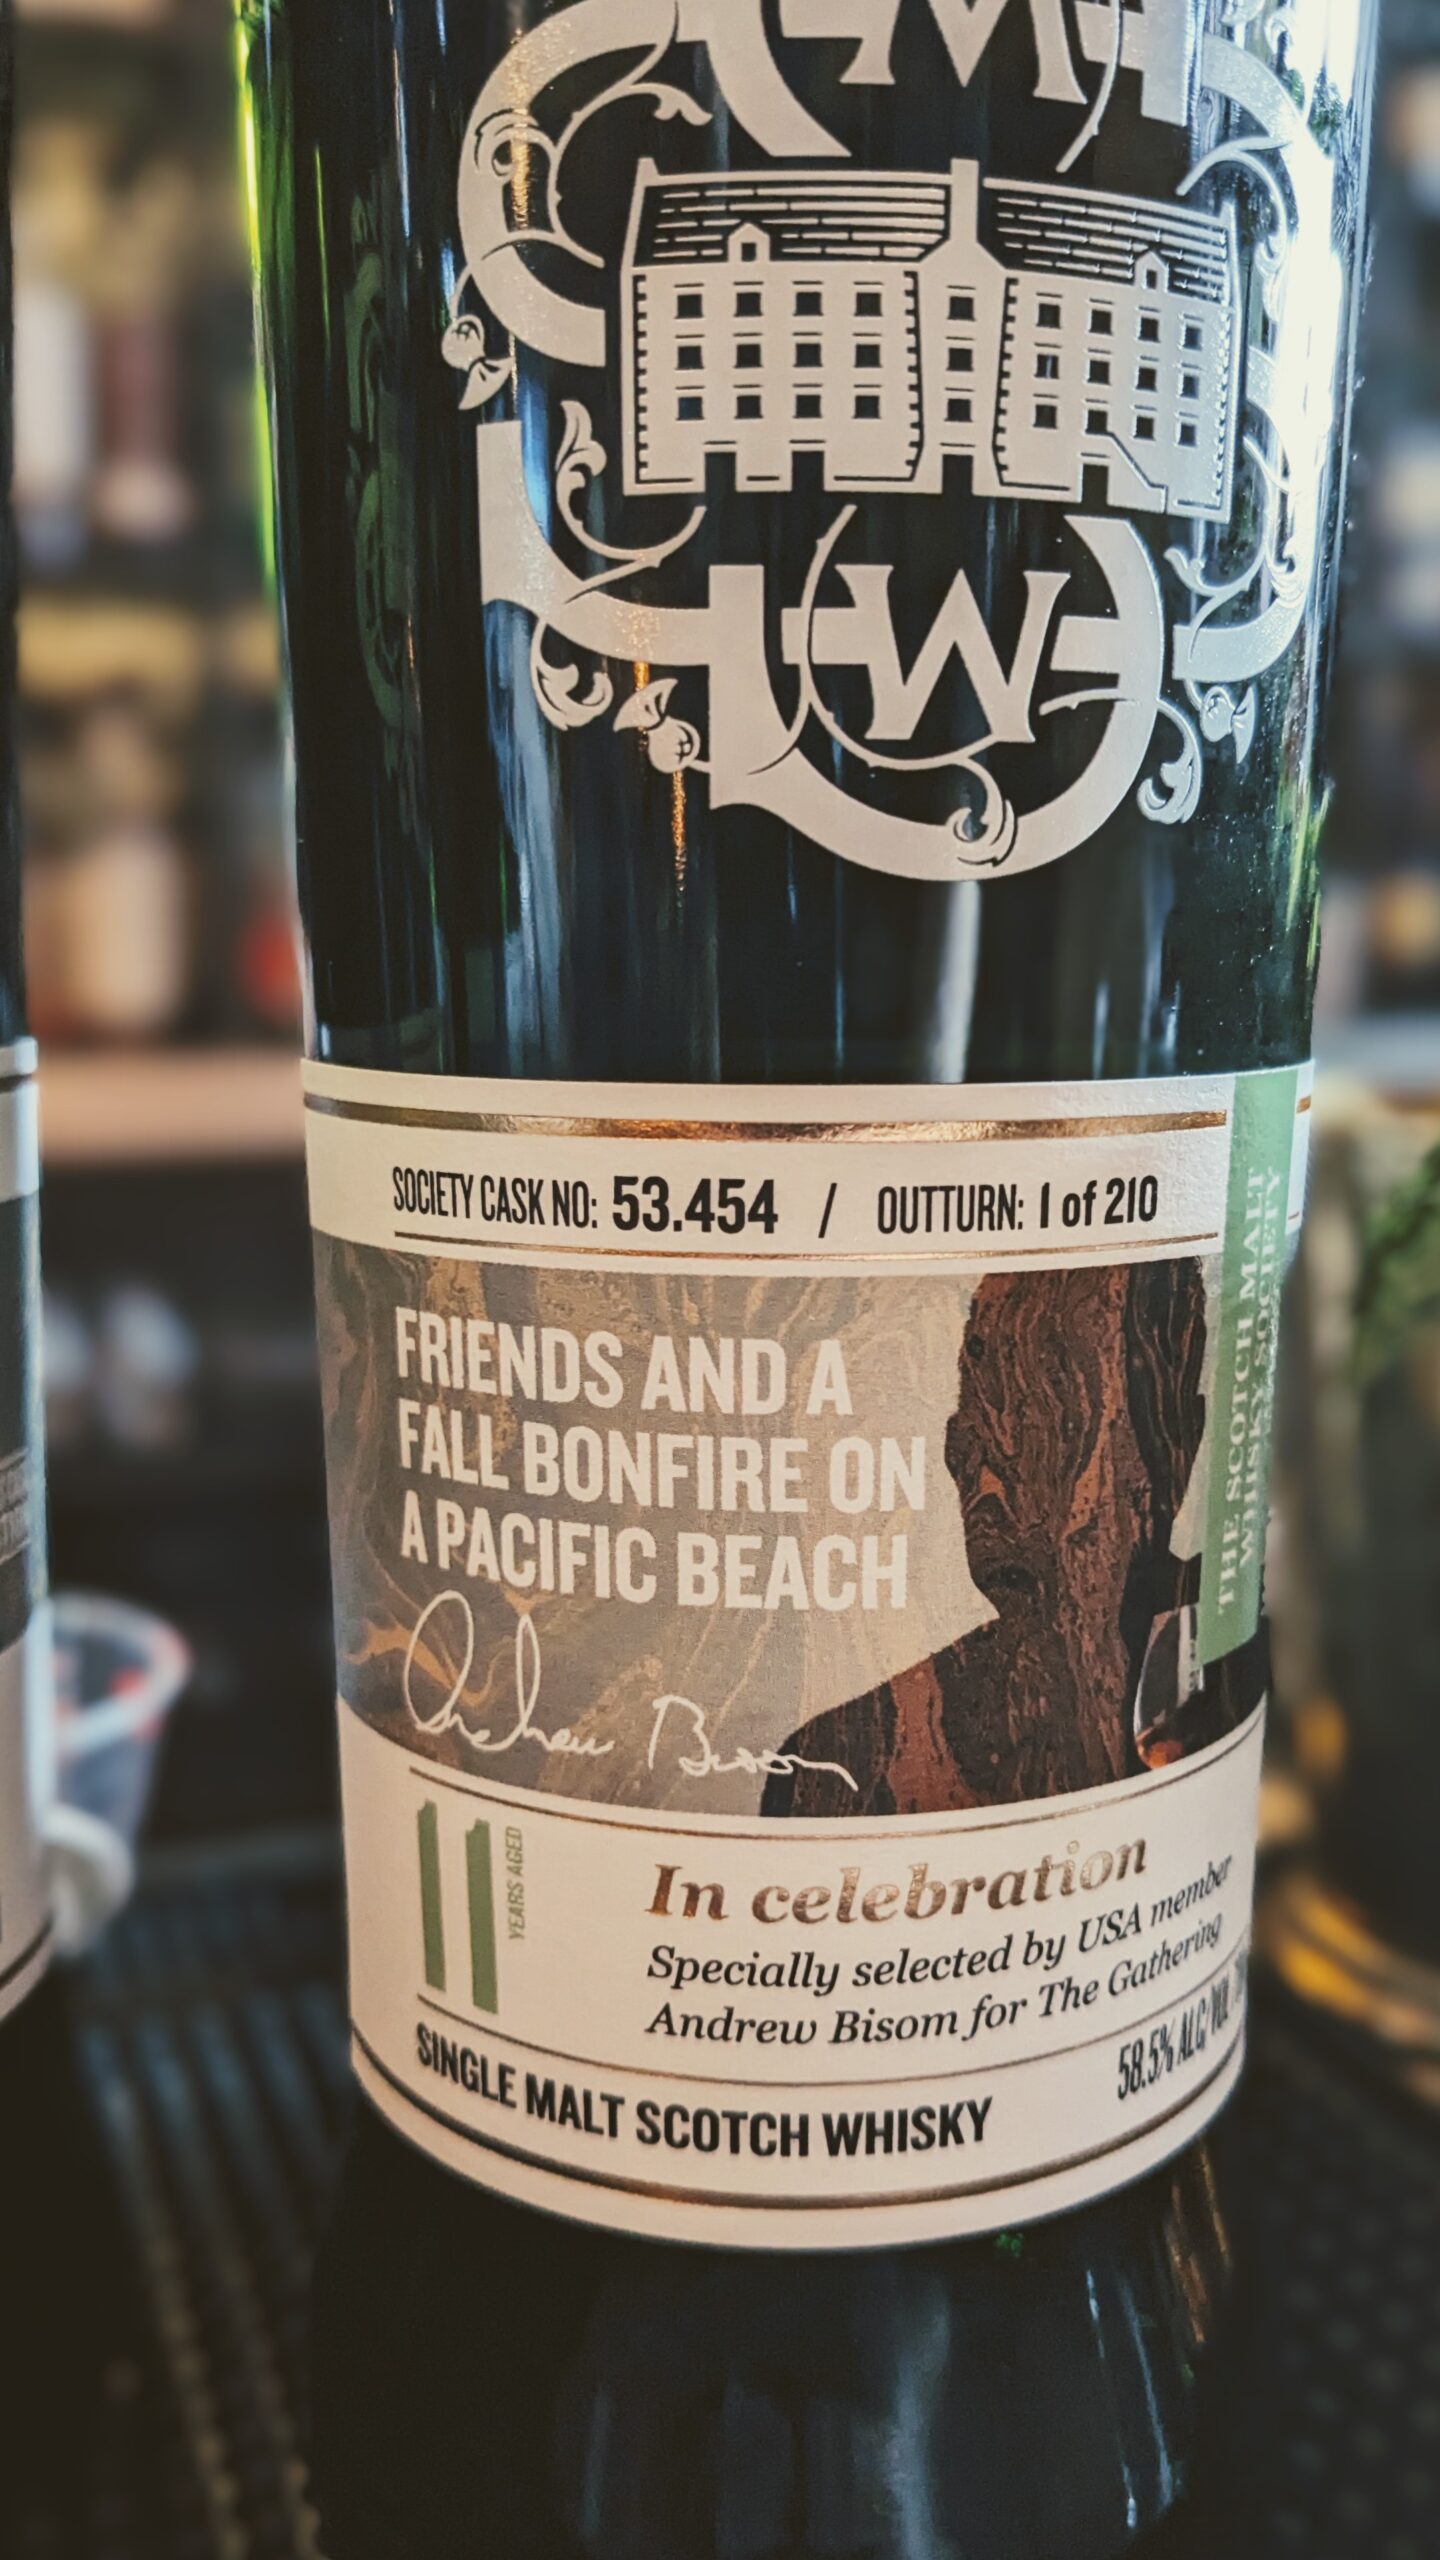 SOCIETY CASK NO: 53.454 / OUTTURN: 1 of 210
FRIENDS AND A
FALL BONFIRE ON
A PACIFIC BEACH
Andrew Bisom
THE SCOTCH MALT
WHISKY SOCIETY
11 YEARS AGED
In celebration
Specially selected by USA member
Andrew Bisom for The Gathering
SINGLE MALT SCOTCH WHISKY
58.5% ALC/VOL